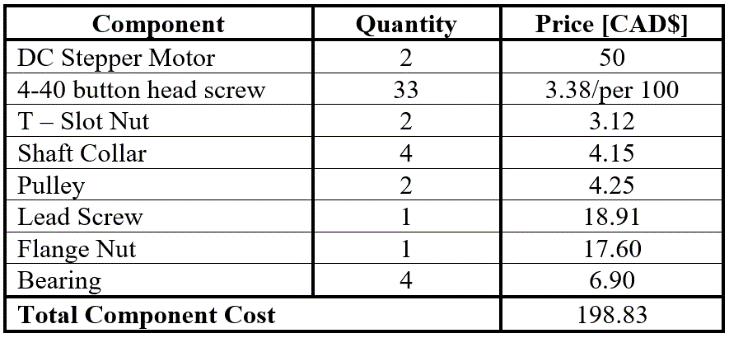 Component Quantity Price [CAD$]
DC Stepper Motor 2 50
4-40 button head screw 33 3.38/per 100
T – Slot Nut 2 3.12
Shaft Collar 4 4.15
Pulley 2 4.25
Lead Screw 1 18.91
Flange Nut 1 17.60
Bearing 4 6.90
Total Component Cost 198.83